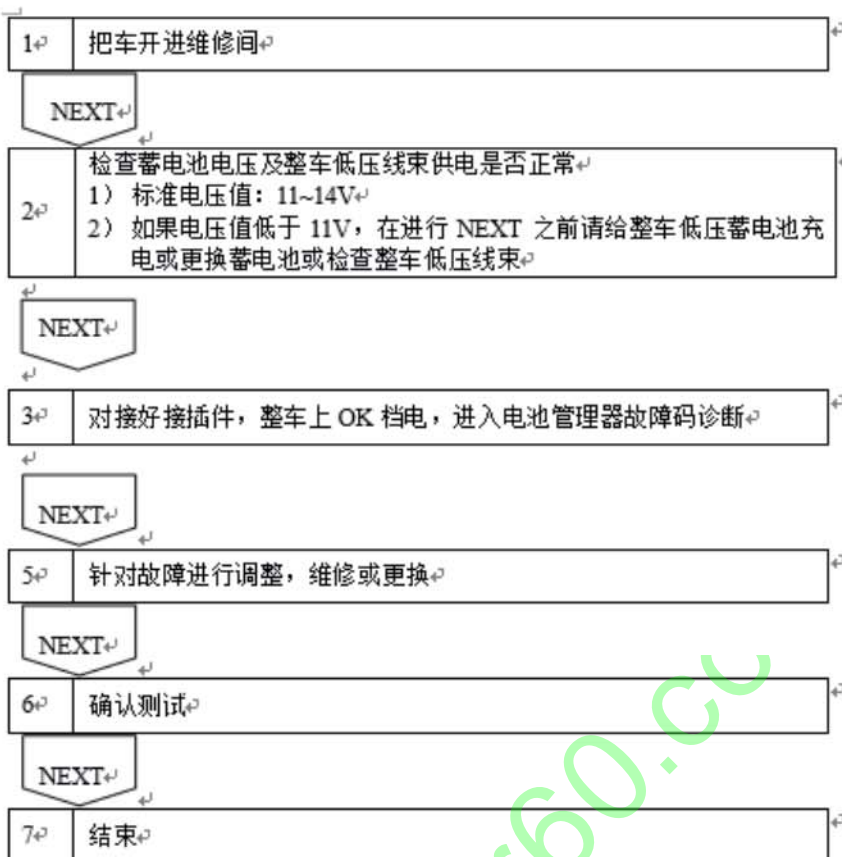 1 把车开进维修间
NEXT
检查蓄电池电压及整车低压线束供电是否正常
1） 标准电压值：11~14V
2 2） 如果电压值低于 11V，在进行 NEXT 之前请给整车低压蓄电池充
电或更换蓄电池或检查整车低压线束
NEXT
3 对接好接插件，整车上 OK 档电，进入电池管理器故障码诊断
NEXT
5 针对故障进行调整，维修或更换
NEXT
6 确认测试
NEXT
7 结束